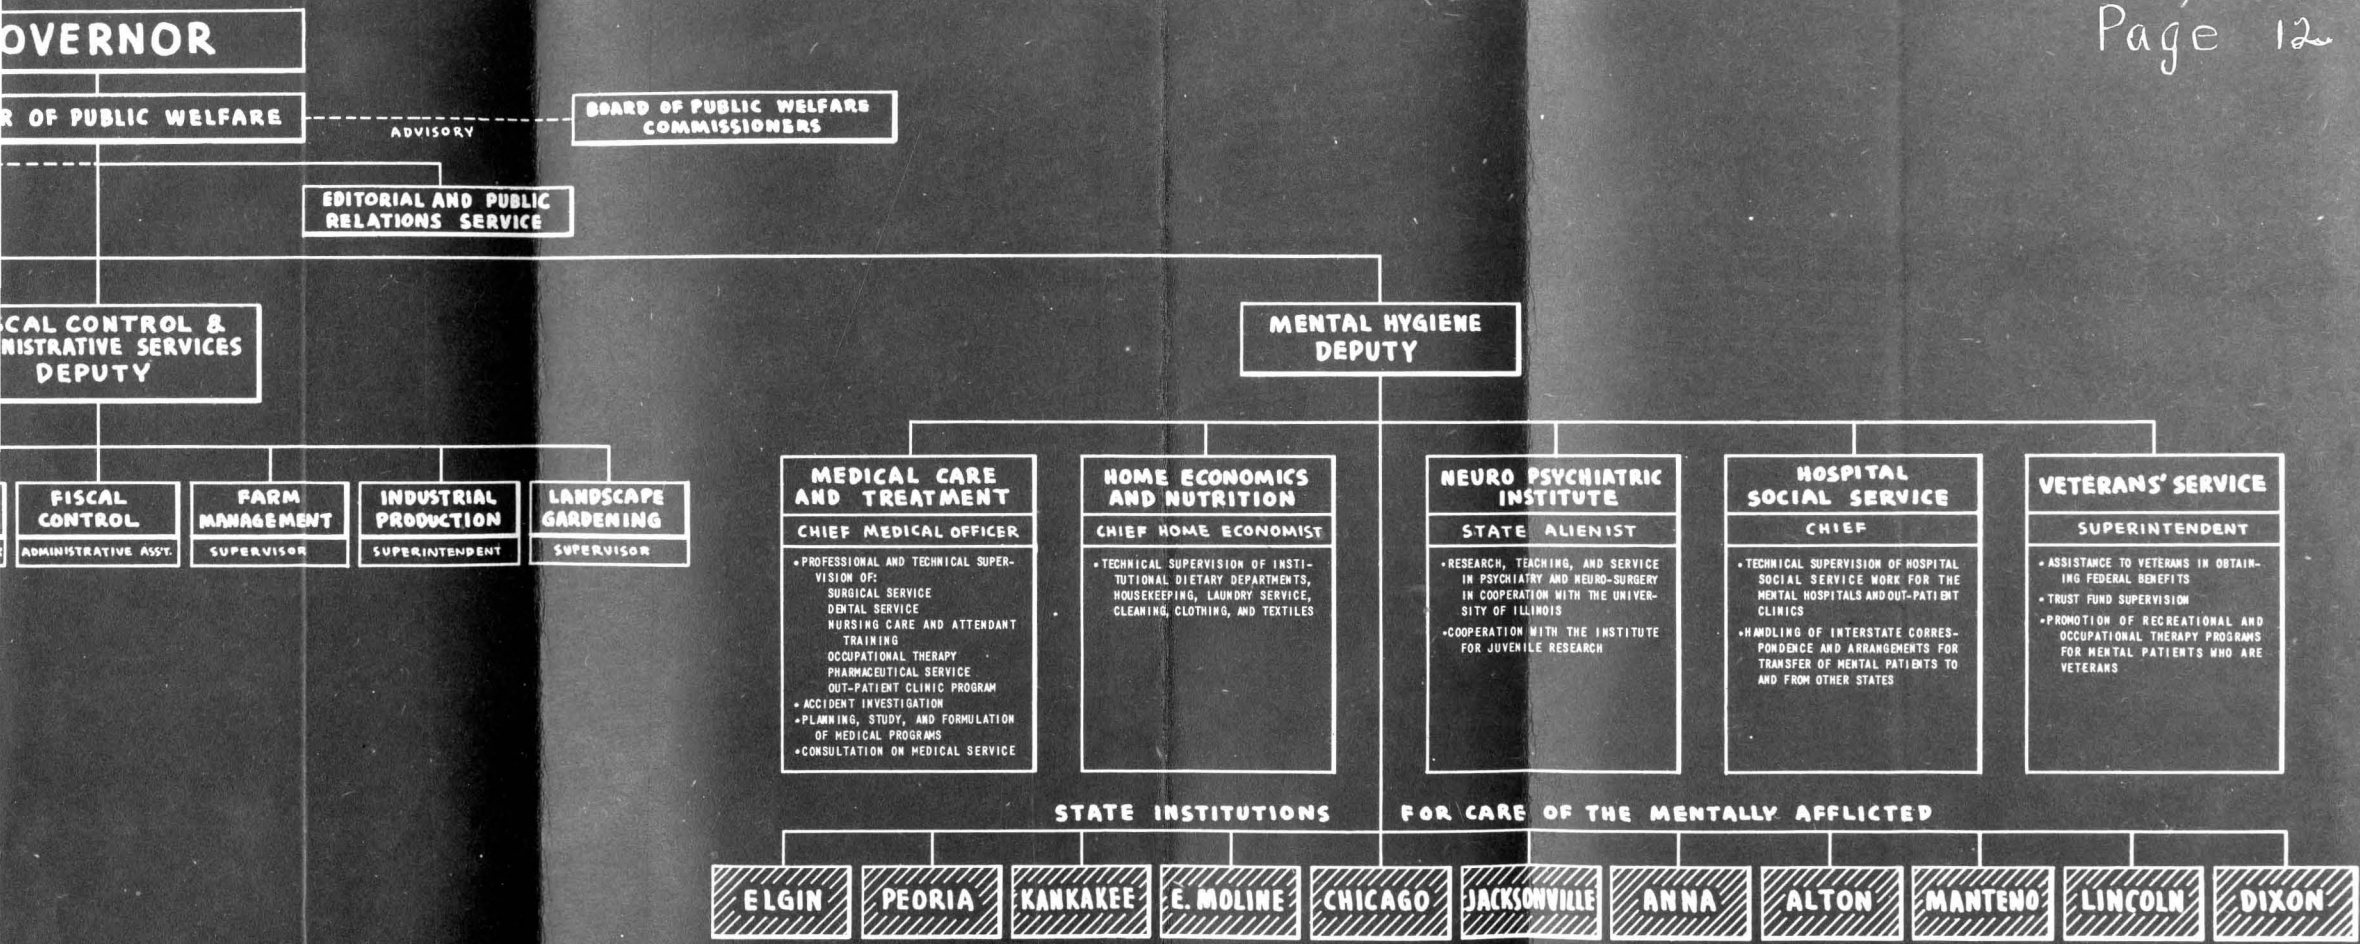 Page 12
OVERNOR
R OF PUBLIC WELFARE
ADVISORY
BOARD OF PUBLIC WELFARE
COMMISSIONERS
EDITORIAL AND PUBLIC
RELATIONS SERVICE
SCAL CONTROL &
NISTRATIVE SERVICES
DEPUTY
MENTAL HYGIENE
DEPUTY
FISCAL
CONTROL
ADMINISTRATIVE ASS'T.
FARM
MANAGEMENT
SUPERVISOR
INDUSTRIAL
PRODUCTION
SUPERINTENDENT
LANDSCAPE
GARDENING
SUPERVISOR
MEDICAL CARE
AND TREATMENT
CHIEF MEDICAL OFFICER
• PROFESSIONAL AND TECHNICAL SUPER-
VISION OF:
SURGICAL SERVICE
DENTAL SERVICE
NURSING CARE AND ATTENDANT
TRAINING
OCCUPATIONAL THERAPY
PHARMACEUTICAL SERVICE
OUT-PATIENT CLINIC PROGRAM
• ACCIDENT INVESTIGATION
• PLANNING, STUDY, AND FORMULATION
OF MEDICAL PROGRAMS
• CONSULTATION ON MEDICAL SERVICE
HOME ECONOMICS
AND NUTRITION
CHIEF HOME ECONOMIST
• TECHNICAL SUPERVISION OF INSTI-
TUTIONAL DIETARY DEPARTMENTS,
HOUSEKEEPING, LAUNDRY SERVICE,
CLEANING, CLOTHING, AND TEXTILES
NEURO PSYCHIATRIC
INSTITUTE
STATE ALIENIST
• RESEARCH, TEACHING, AND SERVICE
IN PSYCHIATRY AND NEURO-SURGERY
IN COOPERATION WITH THE UNIVER-
SITY OF ILLINOIS
• COOPERATION WITH THE INSTITUTE
FOR JUVENILE RESEARCH
HOSPITAL
SOCIAL SERVICE
CHIEF
• TECHNICAL SUPERVISION OF HOSPITAL
SOCIAL SERVICE WORK FOR THE
MENTAL HOSPITALS AND OUT-PATIENT
CLINICS
• HANDLING OF INTERSTATE CORRES-
PONDENCE AND ARRANGEMENTS FOR
TRANSFER OF MENTAL PATIENTS TO
AND FROM OTHER STATES
VETERANS' SERVICE
SUPERINTENDENT
• ASSISTANCE TO VETERANS IN OBTAIN-
ING FEDERAL BENEFITS
• TRUST FUND SUPERVISION
• PROMOTION OF RECREATIONAL AND
OCCUPATIONAL THERAPY PROGRAMS
FOR MENTAL PATIENTS WHO ARE
VETERANS
STATE INSTITUTIONS FOR CARE OF THE MENTALLY AFFLICTED
ELGIN
PEORIA
KANKAKEE
E. MOLINE
CHICAGO
JACKSONVILLE
ANNA
ALTON
MANTENO
LINCOLN
DIXON